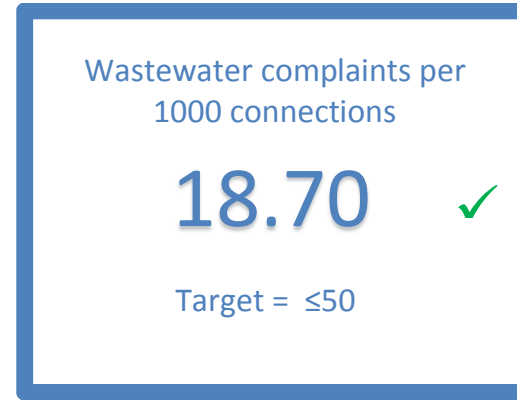 Wastewater complaints per
1000 connections
18.70 ✓
Target = ≤50